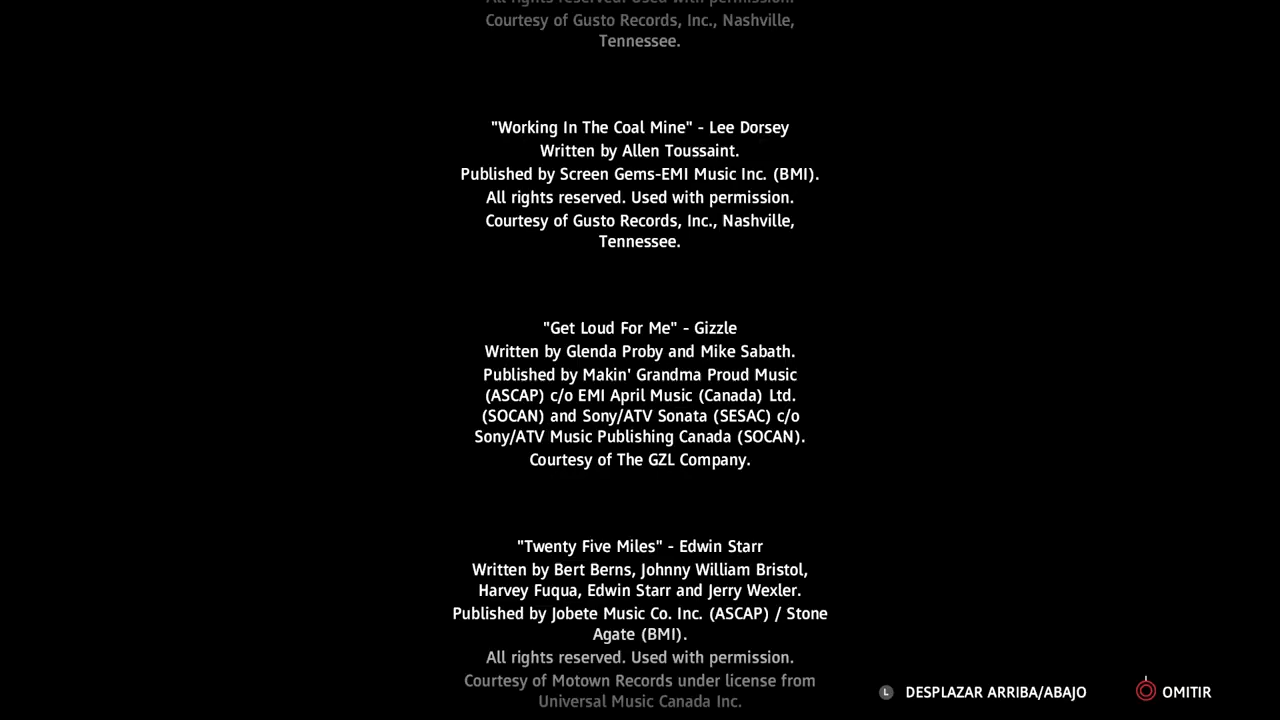 All rights reserved. Used with permission.
Courtesy of Gusto Records, Inc., Nashville,
Tennessee.
"Working In The Coal Mine" - Lee Dorsey
Written by Allen Toussaint.
Published by Screen Gems-EMI Music Inc. (BMI).
All rights reserved. Used with permission.
Courtesy of Gusto Records, Inc., Nashville,
Tennessee.
"Get Loud For Me" - Gizzle
Written by Glenda Proby and Mike Sabath.
Published by Makin' Grandma Proud Music
(ASCAP) c/o EMI April Music (Canada) Ltd.
(SOCAN) and Sony/ATV Sonata (SESAC) c/o
Sony/ATV Music Publishing Canada (SOCAN).
Courtesy of The GZL Company.
"Twenty Five Miles" - Edwin Starr
Written by Bert Berns, Johnny William Bristol,
Harvey Fuqua, Edwin Starr and Jerry Wexler.
Published by Jobete Music Co. Inc. (ASCAP) / Stone
Agate (BMI).
All rights reserved. Used with permission.
Courtesy of Motown Records under license from
Universal Music Canada Inc.
L DESPLAZAR ARRIBA/ABAJO
OMITIR